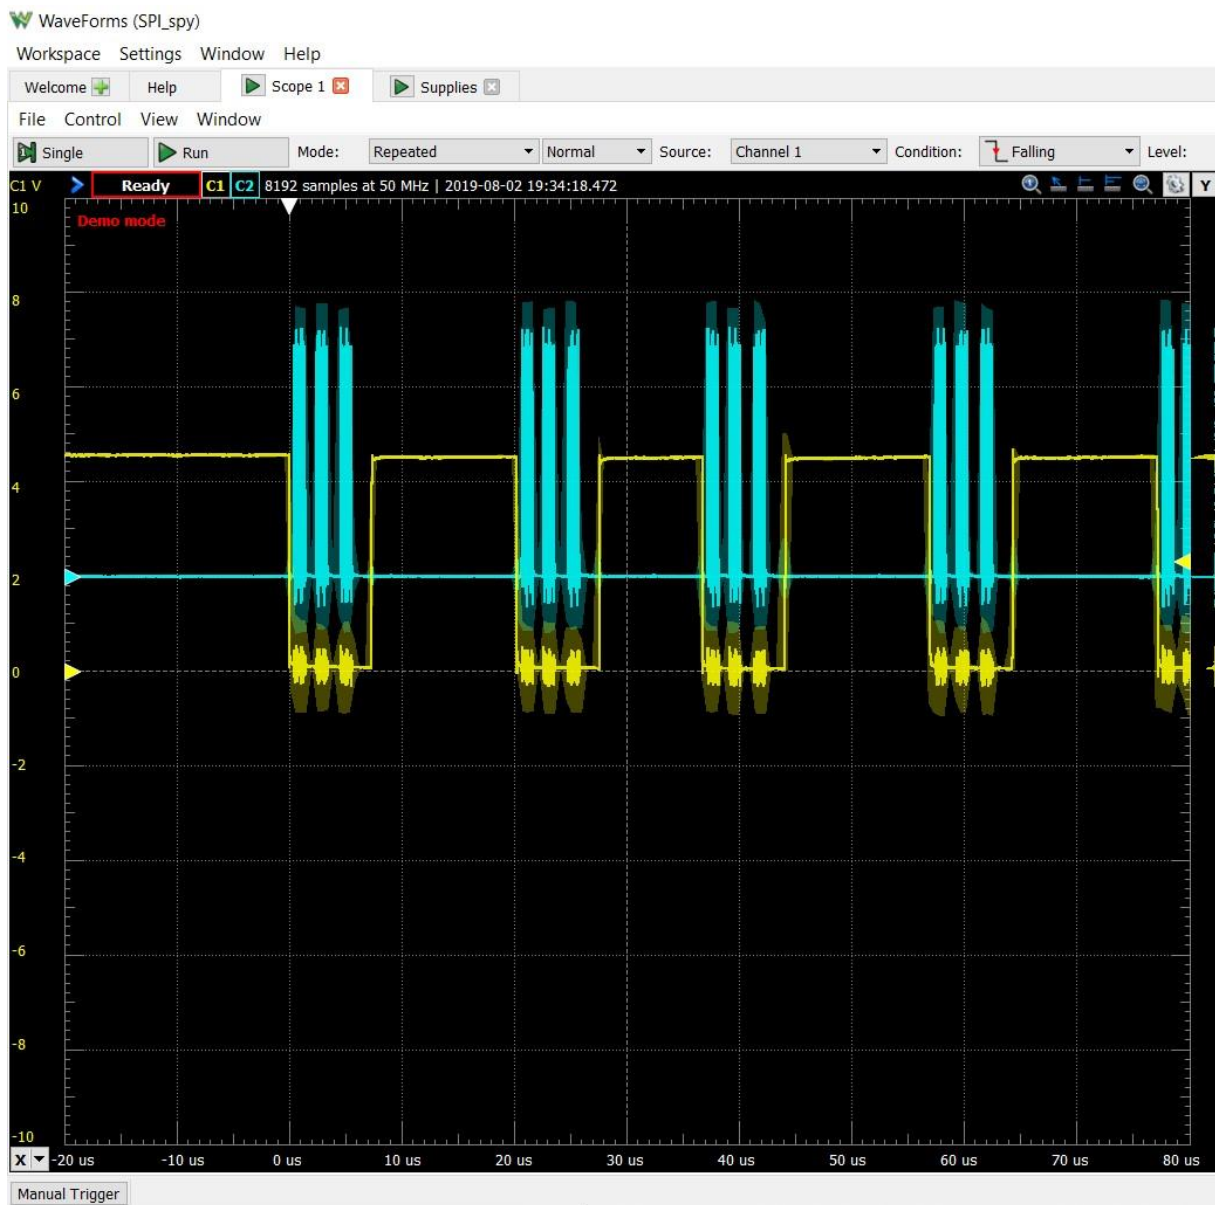 WaveForms (SPI_spy)
Workspace Settings Window Help
Welcome Help Scope 1 Supplies
File Control View Window
Single Run Mode: Repeated Normal Source: Channel 1 Condition: Falling Level:
C1 V Ready C1 C2 8192 samples at 50 MHz | 2019-08-02 19:34:18.472 Y
10
Demo mode
8
6
4
2
0
-2
-4
-6
-8
-10
X -20 us -10 us 0 us 10 us 20 us 30 us 40 us 50 us 60 us 70 us 80 us
Manual Trigger